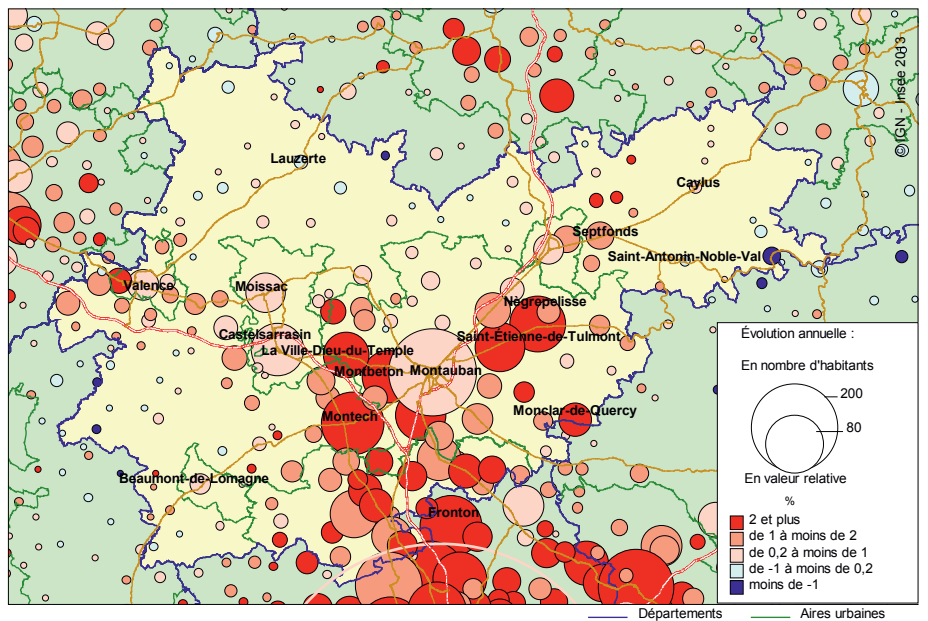 © IGN - Insee 2013
Lauzerte
Caylus
Septfonds
Saint-Antonin-Noble-Val
Valence
Moissac
Nègrepelisse
Castelsarrasin
Saint-Etienne-de-Tulmont
La Ville-Dieu-du-Temple
Montbeton
Montauban
Montech
Monclar-de-Quercy
Beaumont-de-Lomagne
Fronton
Évolution annuelle :
En nombre d'habitants
200
80
En valeur relative
%
2 et plus
de 1 à moins de 2
de 0,2 à moins de 1
de -1 à moins de 0,2
moins de -1
Départements
Aires urbaines